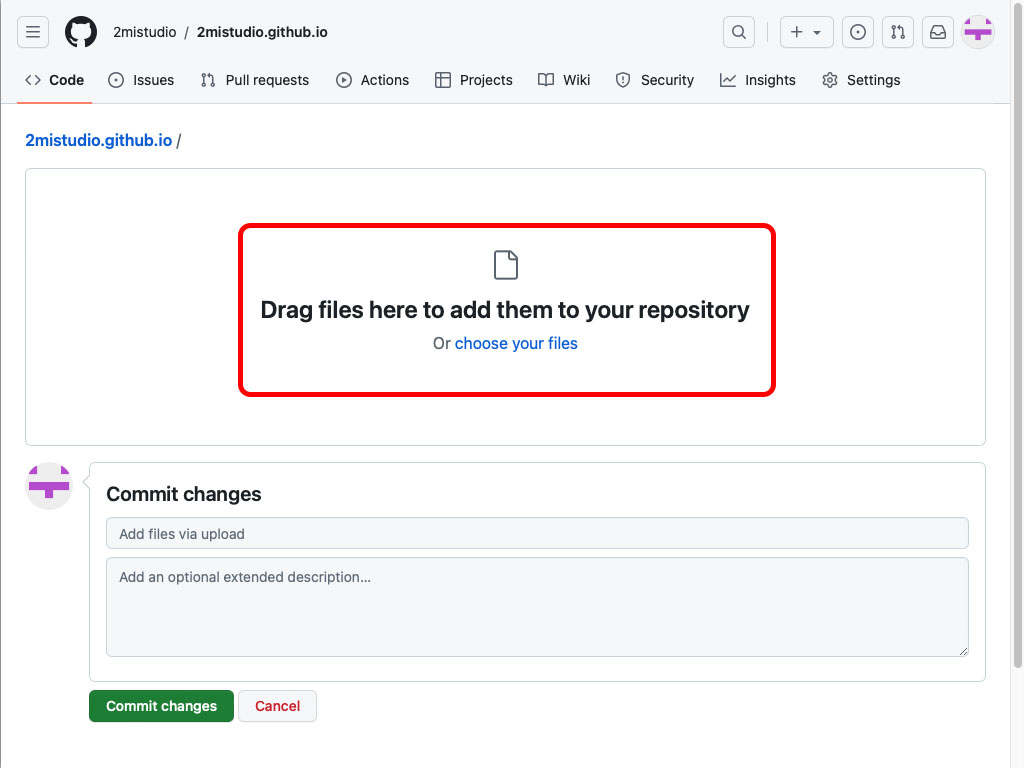 2mistudio / 2mistudio.github.io
Code Issues Pull requests Actions Projects Wiki Security Insights Settings
2mistudio.github.io /
Drag files here to add them to your repository
Or choose your files
Commit changes
Add files via upload
Add an optional extended description...
Commit changes Cancel